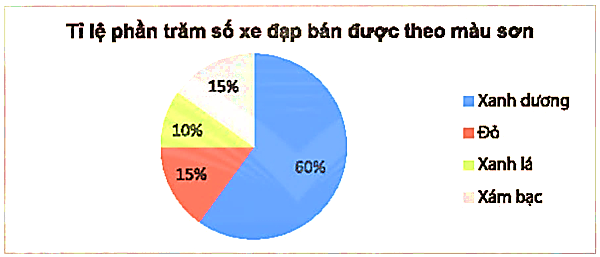 Tỉ lệ phần trăm số xe đạp bán được theo màu sơn
15%
10%
15%
60%
Xanh dương
Đỏ
Xanh lá
Xám bạc